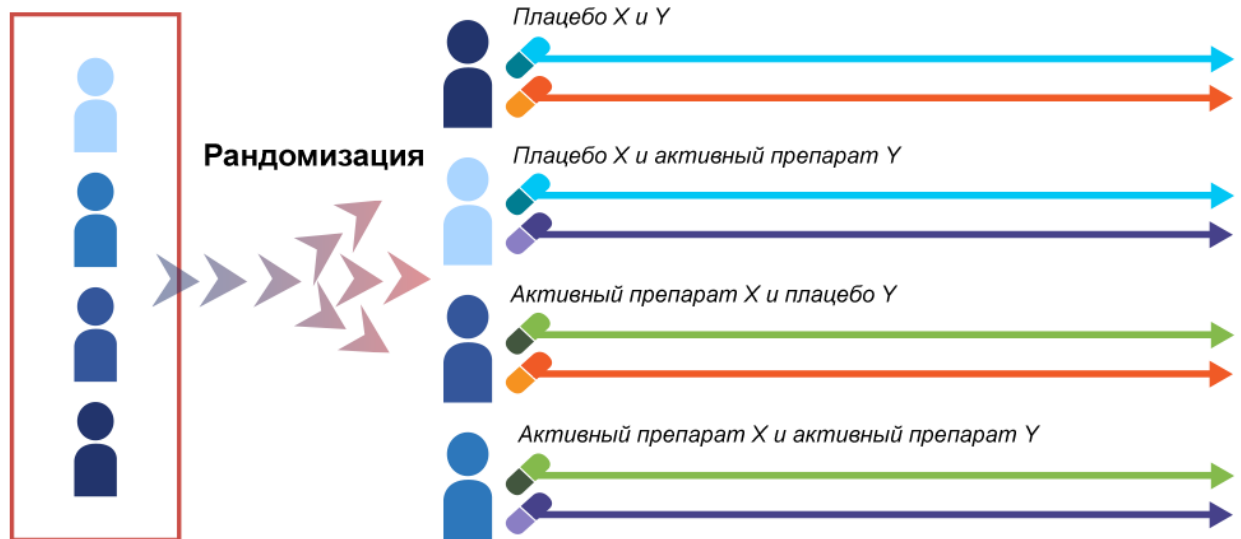 Плацебо X и Y
Рандомизация
Плацебо X и активный препарат Y
Активный препарат X и плацебо Y
Активный препарат X и активный препарат Y